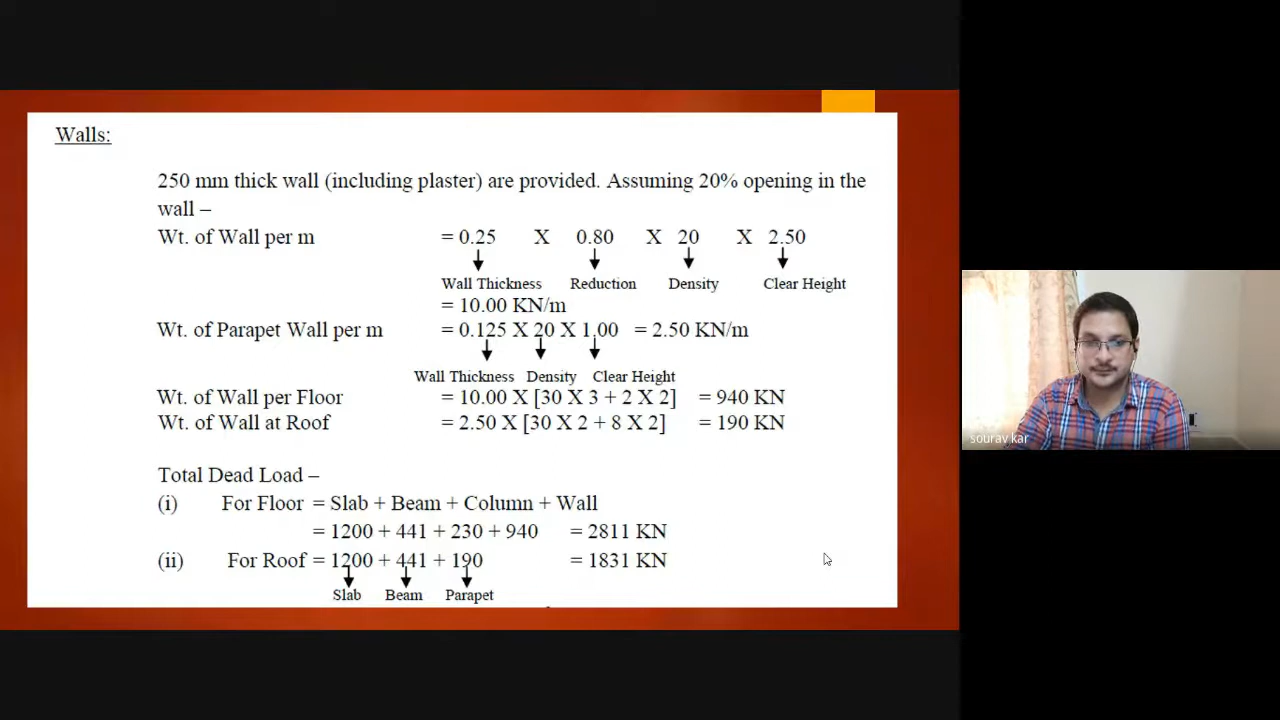 Walls:
250 mm thick wall (including plaster) are provided. Assuming 20% opening in the
wall –
Wt. of Wall per m = 0.25 X 0.80 X 20 X 2.50
Wall Thickness Reduction Density Clear Height
= 10.00 KN/m
Wt. of Parapet Wall per m = 0.125 X 20 X 1.00 = 2.50 KN/m
Wall Thickness Density Clear Height
Wt. of Wall per Floor = 10.00 X [30 X 3 + 2 X 2] = 940 KN
Wt. of Wall at Roof = 2.50 X [30 X 2 + 8 X 2] = 190 KN
Total Dead Load –
(i) For Floor = Slab + Beam + Column + Wall
= 1200 + 441 + 230 + 940 = 2811 KN
(ii) For Roof = 1200 + 441 + 190 = 1831 KN
Slab Beam Parapet
sourav kar